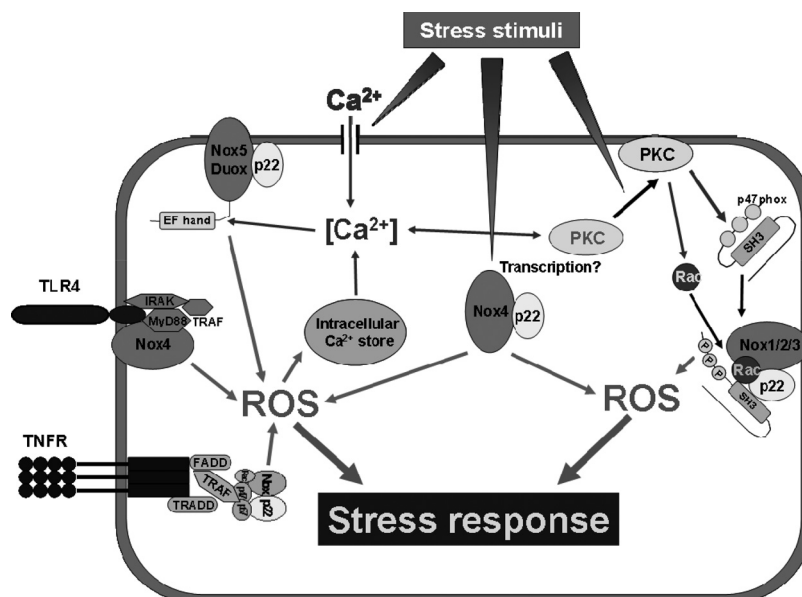 Stress stimuli
Ca²⁺
Nox5
Duox
p22
PKC
p47phox
EF hand
[Ca²⁺]
PKC
SH3
Transcription?
Rac
TLR4
IRAK
MyD88
TRAF
Nox4
Intracellular
Ca²⁺ store
Nox4
p22
Nox1/2/3
P
P
P
Rac
p22
SH3
ROS
ROS
TNFR
FADD
TRAF
TRADD
Nox
p22
Stress response